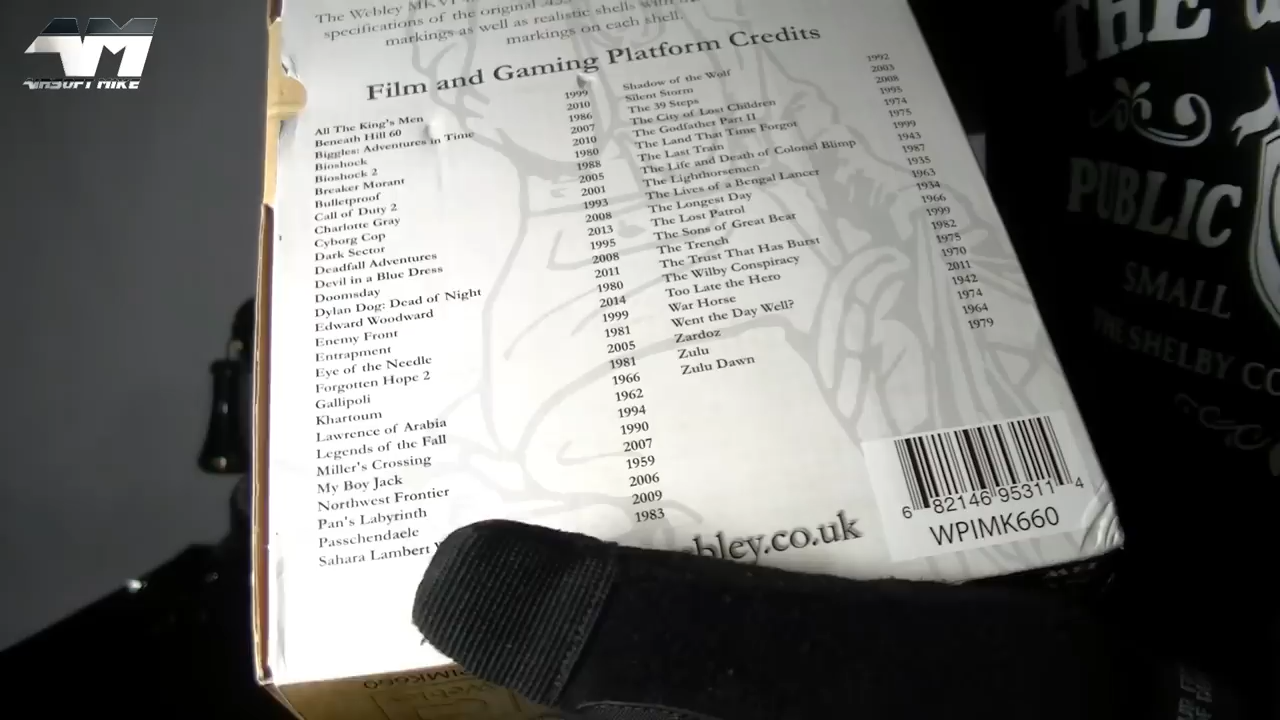 AM
AIRSOFT MIKE
The Webley MKVI
specifications of the original .455
markings as well as realistic shells with
markings on each shell.
Film and Gaming Platform Credits
All The King's Men 1999
Beneath Hill 60 2010
Biggles: Adventures in Time 1986
Bioshock 2007
Bioshock 2 2010
Breaker Morant 1980
Bulletproof 1988
Call of Duty 2 2005
Charlotte Gray 2001
Cyborg Cop 1993
Dark Sector 2008
Deadfall Adventures 2013
Devil in a Blue Dress 1995
Doomsday 2008
Dylan Dog: Dead of Night 2011
Edward Woodward 1980
Enemy Front 2014
Entrapment 1999
Eye of the Needle 1981
Forgotten Hope 2 2005
Gallipoli 1981
Khartoum 1966
Lawrence of Arabia 1962
Legends of the Fall 1994
Miller's Crossing 1990
My Boy Jack 2007
Northwest Frontier 1959
Pan's Labyrinth 2006
Passchendaele 2009
Sahara Lambert 1983
Shadow of the Wolf 1992
Silent Storm 2003
The 39 Steps 2008
The City of Lost Children 1995
The Godfather Part II 1974
The Land That Time Forgot 1975
The Last Train 1999
The Life and Death of Colonel Blimp 1943
The Lighthorsemen 1987
The Lives of a Bengal Lancer 1935
The Longest Day 1963
The Lost Patrol 1934
The Sons of Great Bear 1966
The Trench 1999
The Trust That Has Burst 1982
The Wilby Conspiracy 1975
Too Late the Hero 1970
War Horse 2011
Went the Day Well? 1942
Zardoz 1974
Zulu 1964
Zulu Dawn 1979
6 82146 95311 4
WPIMK660
bley.co.uk
WPIMK660
THE
PUBLIC
SMALL
THE SHELBY CO